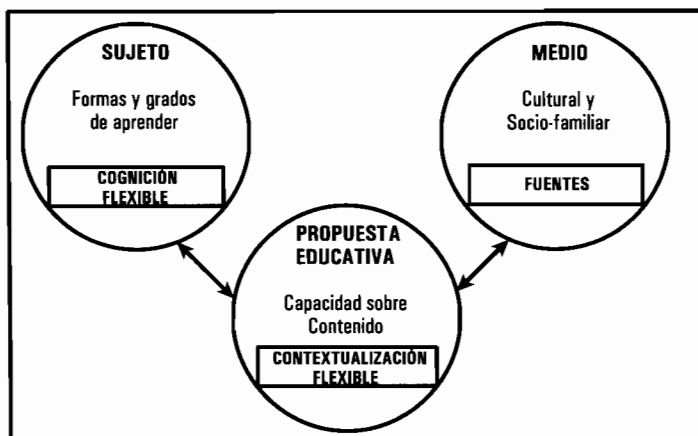 SUJETO
Formas y grados
de aprender
COGNICIÓN
FLEXIBLE
MEDIO
Cultural y
Socio-familiar
FUENTES
PROPUESTA
EDUCATIVA
Capacidad sobre
Contenido
CONTEXTUALIZACIÓN
FLEXIBLE